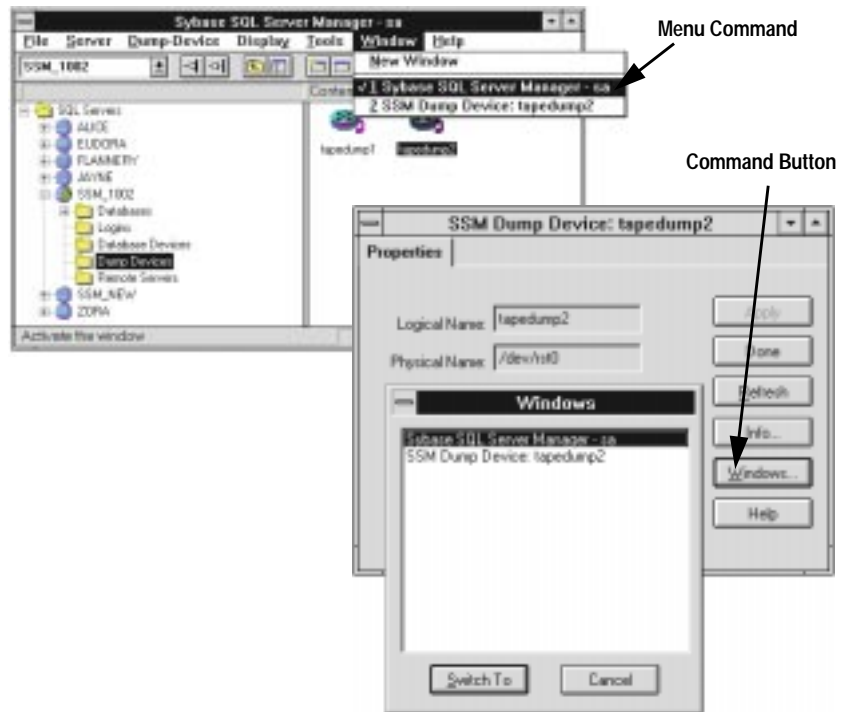 Sybase SQL Server Manager - sa
File Server Dump-Device Display Tools Window Help
Menu Command
SSM_1002
New Window
✓1 Sybase SQL Server Manager - sa
2 SSM Dump Device: tapedump2
SQL Servers
ALICE
EUDORA
FLANNERY
JAYNE
SSM_1002
Databases
Logins
Database Devices
Dump Devices
Remote Servers
SSM_NEW
ZORA
Activate the window
tapedump1
tapedump2
Command Button
SSM Dump Device: tapedump2
Properties
Logical Name: tapedump2
Physical Name: /dev/rst0
Apply
Done
Refresh
Info...
Windows...
Help
Windows
Sybase SQL Server Manager - sa
SSM Dump Device: tapedump2
Switch To
Cancel